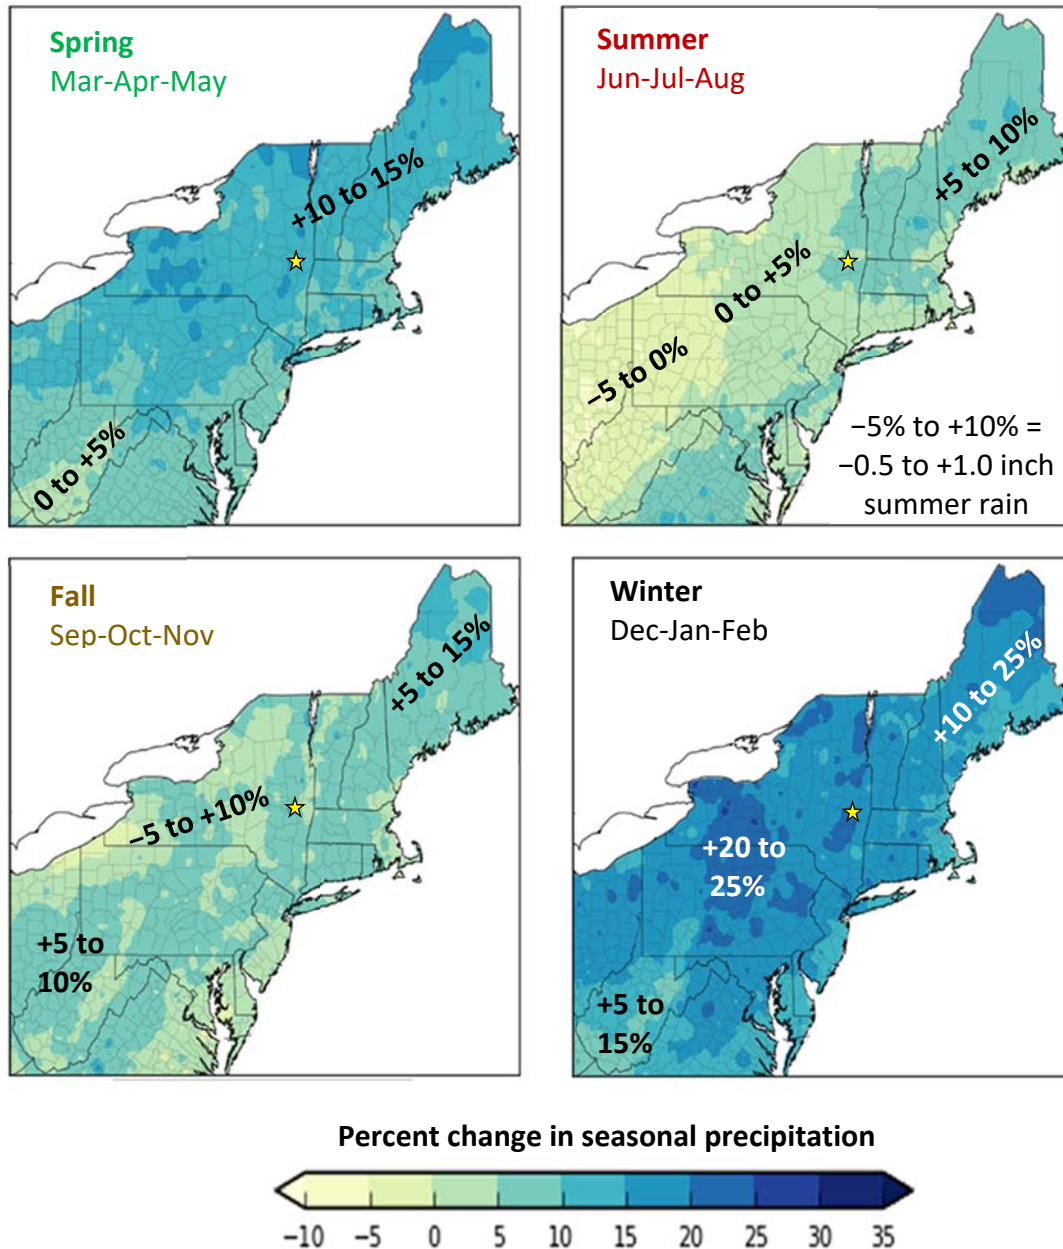 Spring
Mar-Apr-May
+10 to 15%
0 to +5%
Summer
Jun-Jul-Aug
+5 to 10%
0 to +5%
−5 to 0%
−5% to +10% =
−0.5 to +1.0 inch
summer rain
Fall
Sep-Oct-Nov
+5 to 15%
−5 to +10%
+5 to
10%
Winter
Dec-Jan-Feb
+10 to 25%
+20 to
25%
+5 to
15%
Percent change in seasonal precipitation
−10 −5 0 5 10 15 20 25 30 35